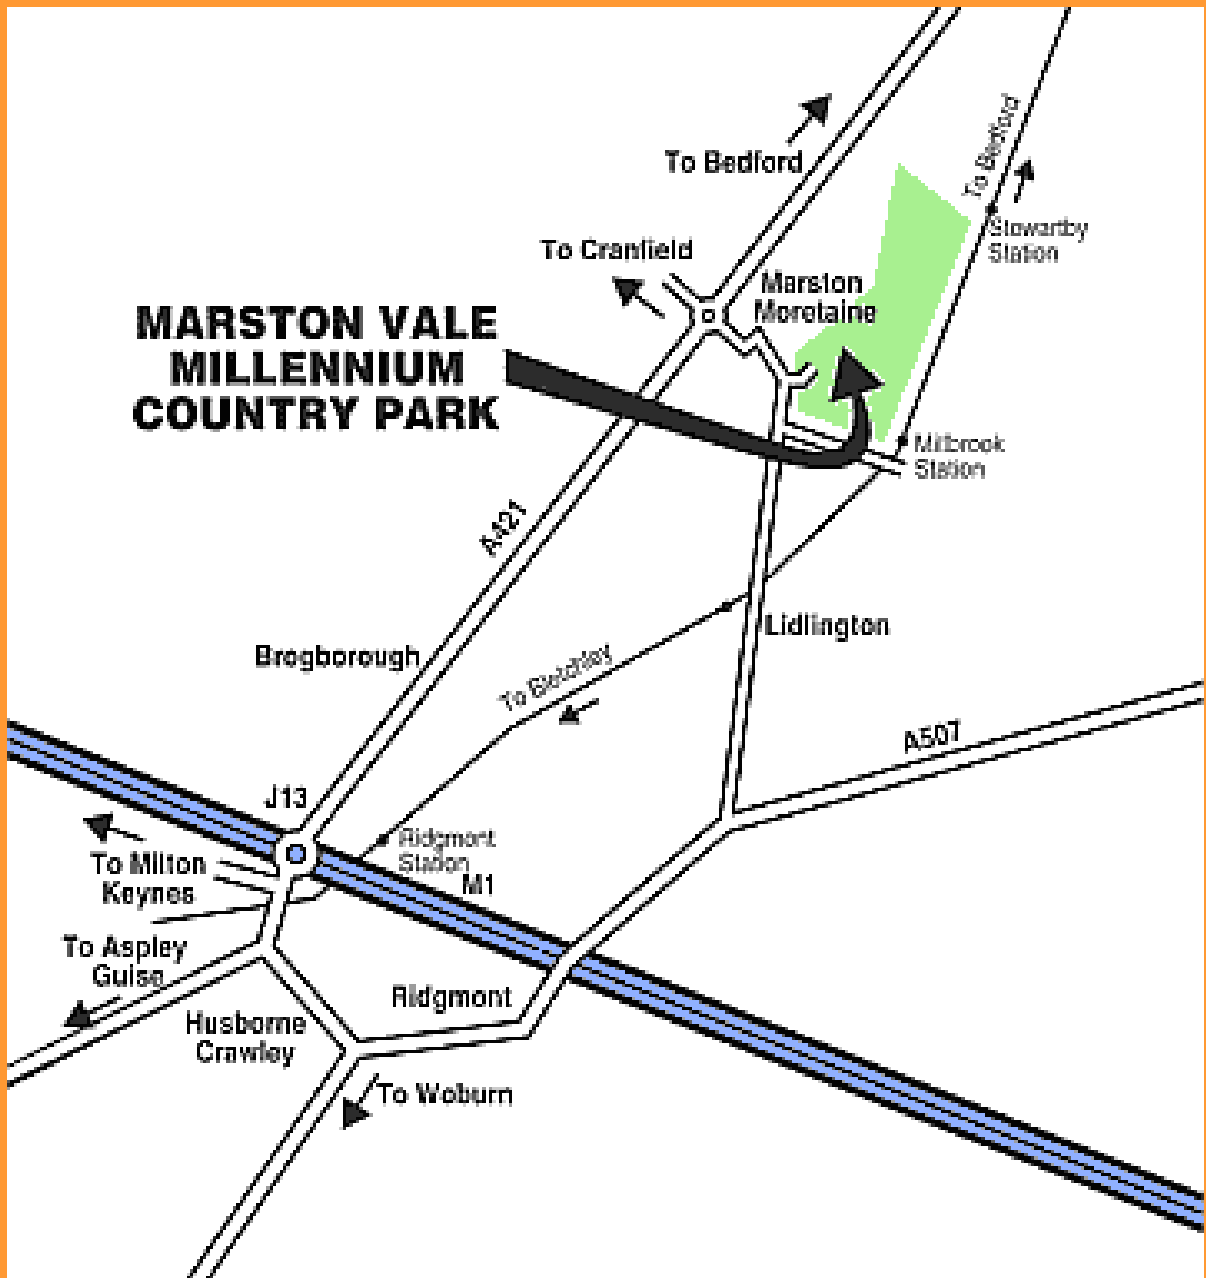 To Bedford
To Bedford
To Cranfield
Stewartby
Station
Marston
Moretaine
MARSTON VALE
MILLENNIUM
COUNTRY PARK
Millbrook
Station
A421
Lidlington
Brogborough
To Bletchley
A507
J13
Ridgmont
Station
To Milton
Keynes
M1
To Aspley
Guise
Ridgmont
Husborne
Crawley
To Woburn